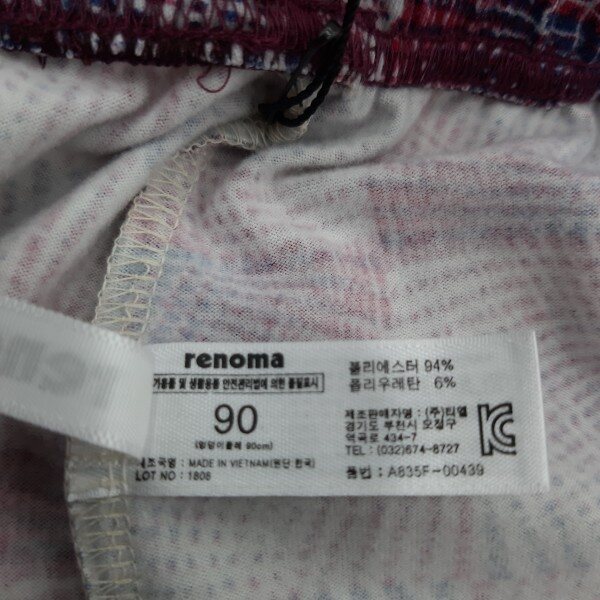 renoma
가용품 및 생활용품 안전관리법에 의한 품질표시
90
(엉덩이둘레 90cm)
제조국명 : MADE IN VIETNAM(원단 한국)
LOT NO : 1806
폴리에스터 94%
폴리우레탄 6%
제조판매자명 : (주)티엘
경기도 부천시 오정구
역곡로 434-7
TEL : (032)674-8727
품번 : A835F-00439